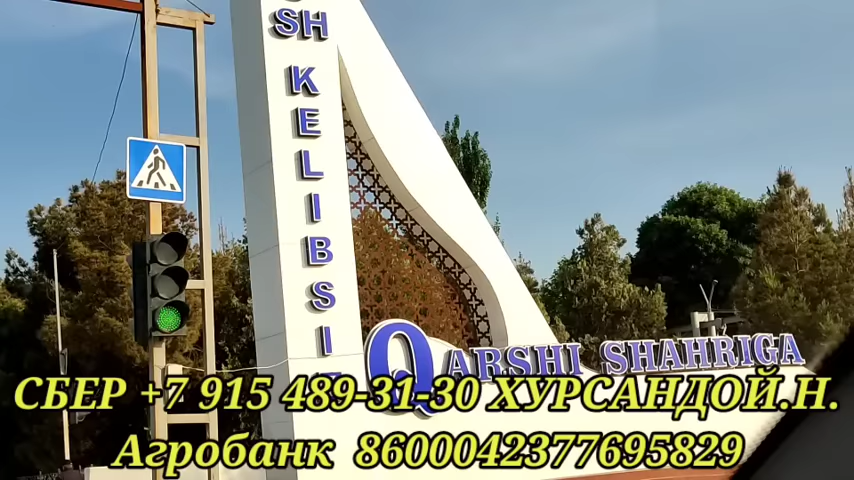 SH KELIBSI
QARSHI SHAHRIGA
СБЕР +7 915 489-31-30 ХУРСАНДОЙ.Н.
Агробанк 8600042377695829